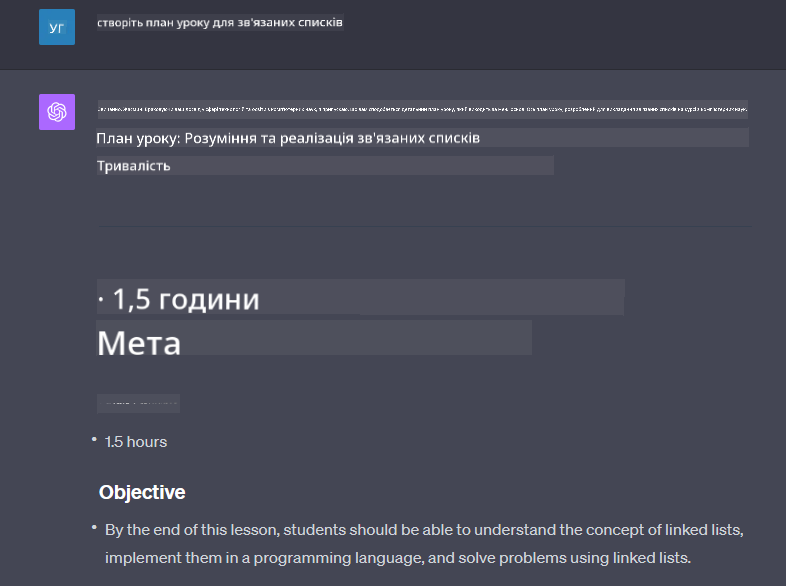 УГ
створіть план уроку для зв'язаних списків
План уроку: Розуміння та реалізація зв'язаних списків
Тривалість
· 1,5 години
Мета
• 1.5 hours
Objective
• By the end of this lesson, students should be able to understand the concept of linked lists,
implement them in a programming language, and solve problems using linked lists.